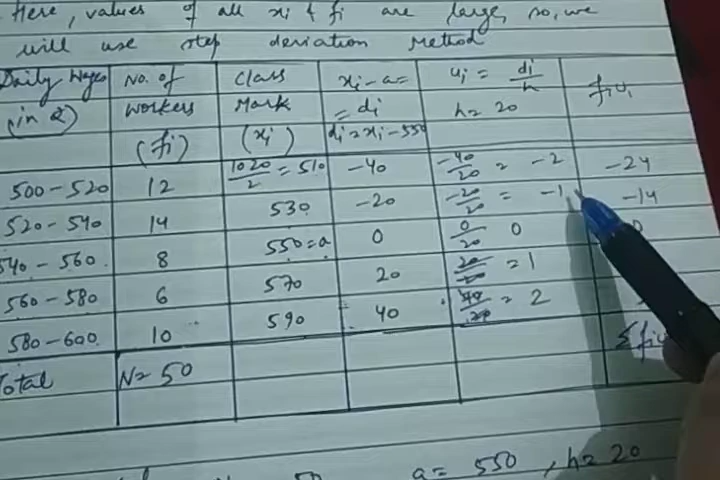 Here, values of all xi & fi are large, so, we
will use step deviation Method
Daily Wages (in ₹) No. of workers (fi) Class Mark (xi) xi-a= = di di=xi-550 ui = di/h h=20 fiui
500-520 12 1020/2 = 510 -40 -40/20 = -2 -24
520-540 14 530 -20 -20/20 = -1 -14
540-560 8 550=a 0 0/20 0 0
560-580 6 570 20 20/20 = 1
580-600 10 590 40 40/20 = 2
Total N= 50
a= 550, h= 20